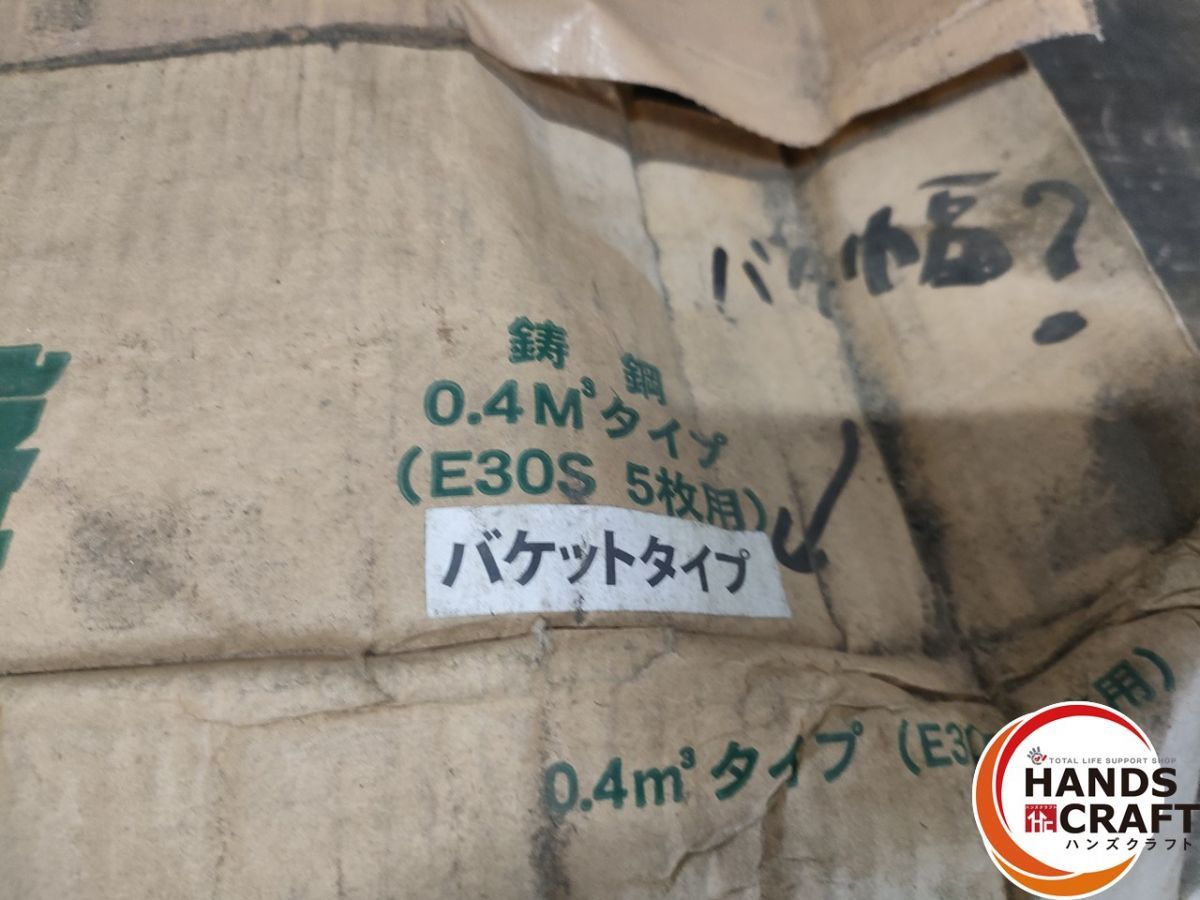 バケ巾幅?
鋳 鋼
0.4M³タイプ
(E30S 5枚用)
バケットタイプ
0.4m³タイプ (E30
用)
TOTAL LIFE SUPPORT SHOP
HANDS
CRAFT
ハンズクラフト